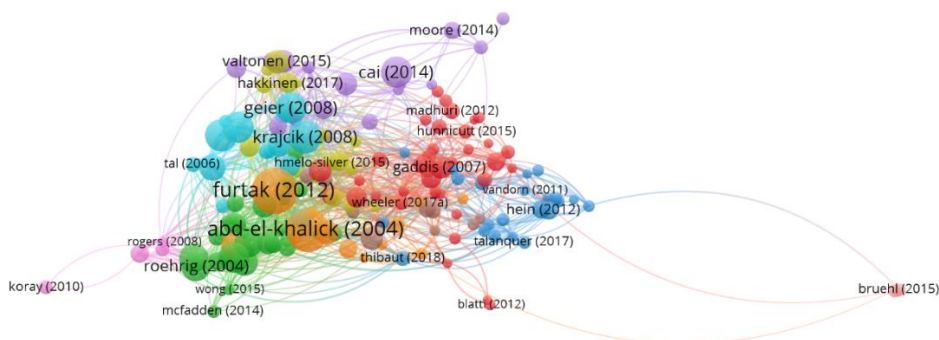 moore (2014)
valtonen (2015)
cai (2014)
hakkinen (2017)
geier (2008)
madhuri (2012)
hunnicutt (2015)
krajcik (2008)
tal (2006)
hmelo-silver (2015)
gaddis (2007)
furtak (2012)
vandorn (2011)
wheeler (2017a)
hein (2012)
abd-el-khalick (2004)
talanquer (2017)
rogers (2008)
thibaut (2018)
roehrig (2004)
koray (2010)
wong (2015)
bruehl (2015)
blatti (2012)
mcfadden (2014)